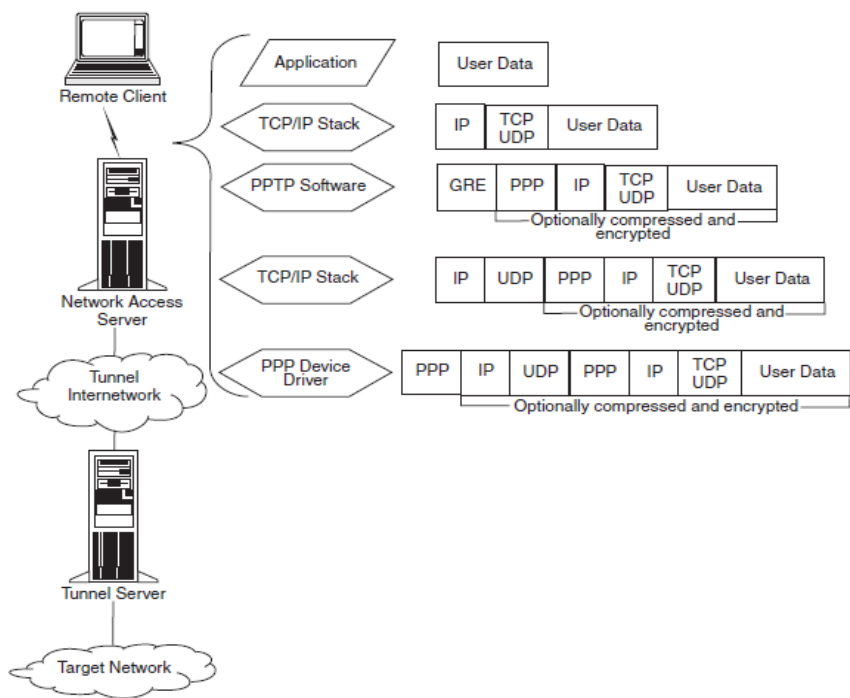 Remote Client
Network Access
Server
Tunnel
Internetwork
Tunnel Server
Target Network
Application
User Data
TCP/IP Stack
IP
TCP
UDP
User Data
PPTP Software
GRE
PPP
IP
TCP
UDP
User Data
Optionally compressed and
encrypted
TCP/IP Stack
IP
UDP
PPP
IP
TCP
UDP
User Data
Optionally compressed and
encrypted
PPP Device
Driver
PPP
IP
UDP
PPP
IP
TCP
UDP
User Data
Optionally compressed and encrypted